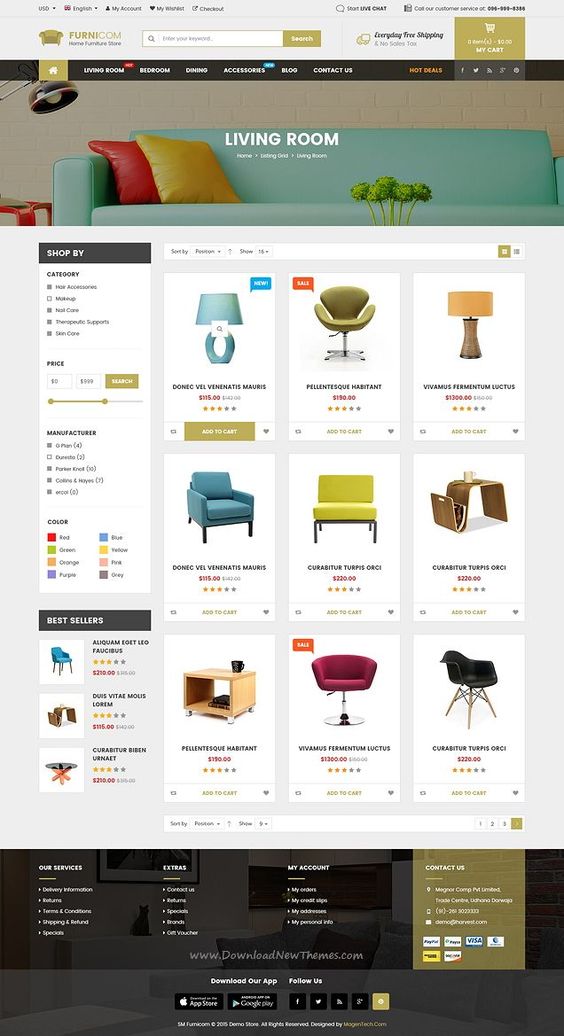 USD English My Account My Wishlist Checkout Start LIVE CHAT Call our customer service at: 096-999-8386
FURNICOM
Home Furniture Store
Enter your keyword... Search
Everyday Free Shipping
& No Sales Tax
0 item(s) - $0.00
MY CART
LIVING ROOM HOT BEDROOM DINING ACCESSORIES NEW BLOG CONTACT US HOT DEALS
LIVING ROOM
Home > Listing Grid > Living Room
SHOP BY
CATEGORY
Hair Accessories
Makeup
Nail Care
Therapeutic Supports
Skin Care
PRICE
$0 $999 SEARCH
MANUFACTURER
G-Plan (4)
Duresta (2)
Parker Knoll (10)
Collins & Hayes (7)
ercol (0)
COLOR
Red Blue
Green Yellow
Orange Pink
Purple Grey
BEST SELLERS
ALIQUAM EGET LEG
FAUCIBUS
$210.00 $315.00
DUIS VITAE MOLIS
LOREM
$115.00 $142.00
CURABITUR BIBEN
URNAET
$210.00 $315.00
Sort by Position Show 16
NEW!
DONEC VEL VENENATIS MAURIS
$115.00 $142.00
ADD TO CART
SALE
PELLENTESQUE HABITANT
$190.00
ADD TO CART
VIVAMUS FERMENTUM LUCTUS
$1300.00 $150.00
ADD TO CART
DONEC VEL VENENATIS MAURIS
$115.00 $142.00
ADD TO CART
CURABITUR TURPIS ORCI
$220.00
ADD TO CART
CURABITUR TURPIS ORCI
$220.00
ADD TO CART
PELLENTESQUE HABITANT
$190.00
ADD TO CART
SALE
VIVAMUS FERMENTUM LUCTUS
$1300.00 $150.00
ADD TO CART
CURABITUR TURPIS ORCI
$220.00
ADD TO CART
Sort by Position Show 9 1 2 3
OUR SERVICES
Delivery Information
Returns
Terms & Conditions
Shipping & Refund
Specials
EXTRAS
Contact us
Returns
Specials
Brands
Gift Voucher
MY ACCOUNT
My orders
My credit slips
My addresses
My personal info
CONTACT US
Megnor Comp Pvt Limited,
Trade Centre, Udhana Darwaja
(91)-261 3023333
demo@harvest.com
PayPal VISA
www.DownloadNewThemes.com
Download Our App Follow Us
Download on the
App Store
ANDROID APP ON
Google play
SM Furnicom © 2015 Demo Store. All Rights Reserved. Designed by MagenTech.Com